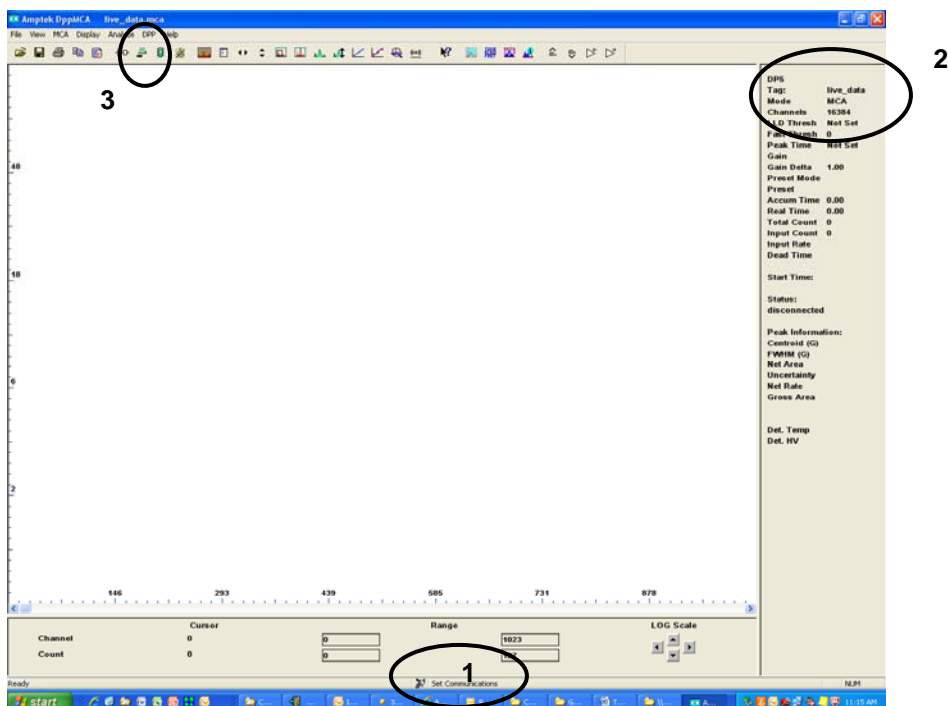 Amptek DppMCA live_data.mca
File View MCA Display Analyze DPP Help
2
3
DP5
Tag: live_data
Mode MCA
Channels 16384
LLD Thresh Not Set
Fast Thresh 0
Peak Time Not Set
Gain
Gain Delta 1.00
Preset Mode
Preset
Accum Time 0.00
Real Time 0.00
Total Count 0
Input Count 0
Input Rate
Dead Time
Start Time:
Status:
disconnected
Peak Information:
Centroid (G)
FWHM (G)
Net Area
Uncertainty
Net Rate
Gross Area
Det. Temp
Det. HV
48
18
6
2
146 293 439 585 731 878
Cursor Range LOG Scale
Channel 0 0 1023
Count 0 0
1
Ready Set Communications NUM
start 11:15 AM